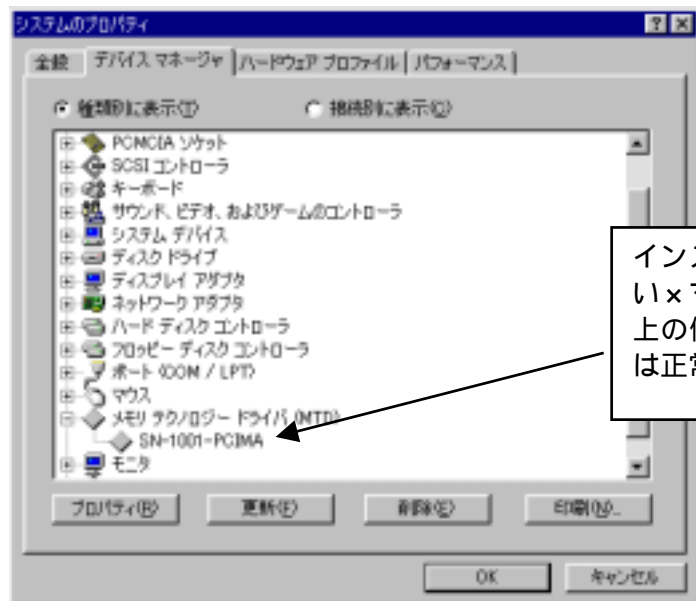 システムのプロパティ
全般 デバイス マネージャ ハードウェア プロファイル パフォーマンス
種類別に表示(T) 接続別に表示(C)
PCMCIA ソケット
SCSI コントローラ
キーボード
サウンド、ビデオ、およびゲームのコントローラ
システム デバイス
ディスク ドライブ
ディスプレイ アダプタ
ネットワーク アダプタ
ハード ディスク コントローラ
フロッピー ディスク コントローラ
ポート (COM / LPT)
マウス
メモリ テクノロジー ドライバ (MTD)
SN-1001-PCIMA
モニタ
インス
い×マ
上の使
は正常
プロパティ(R) 更新(F) 削除(E) 印刷(N)...
OK キャンセル